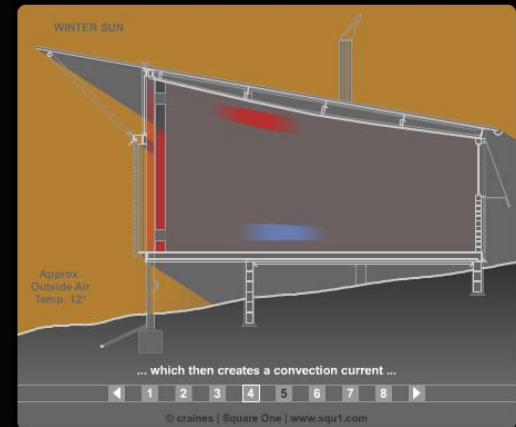 WINTER SUN
Approx.
Outside Air
Temp. 12°
... which then creates a convection current ...
1 2 3 4 5 6 7 8
© craines | Square One | www.squ1.com